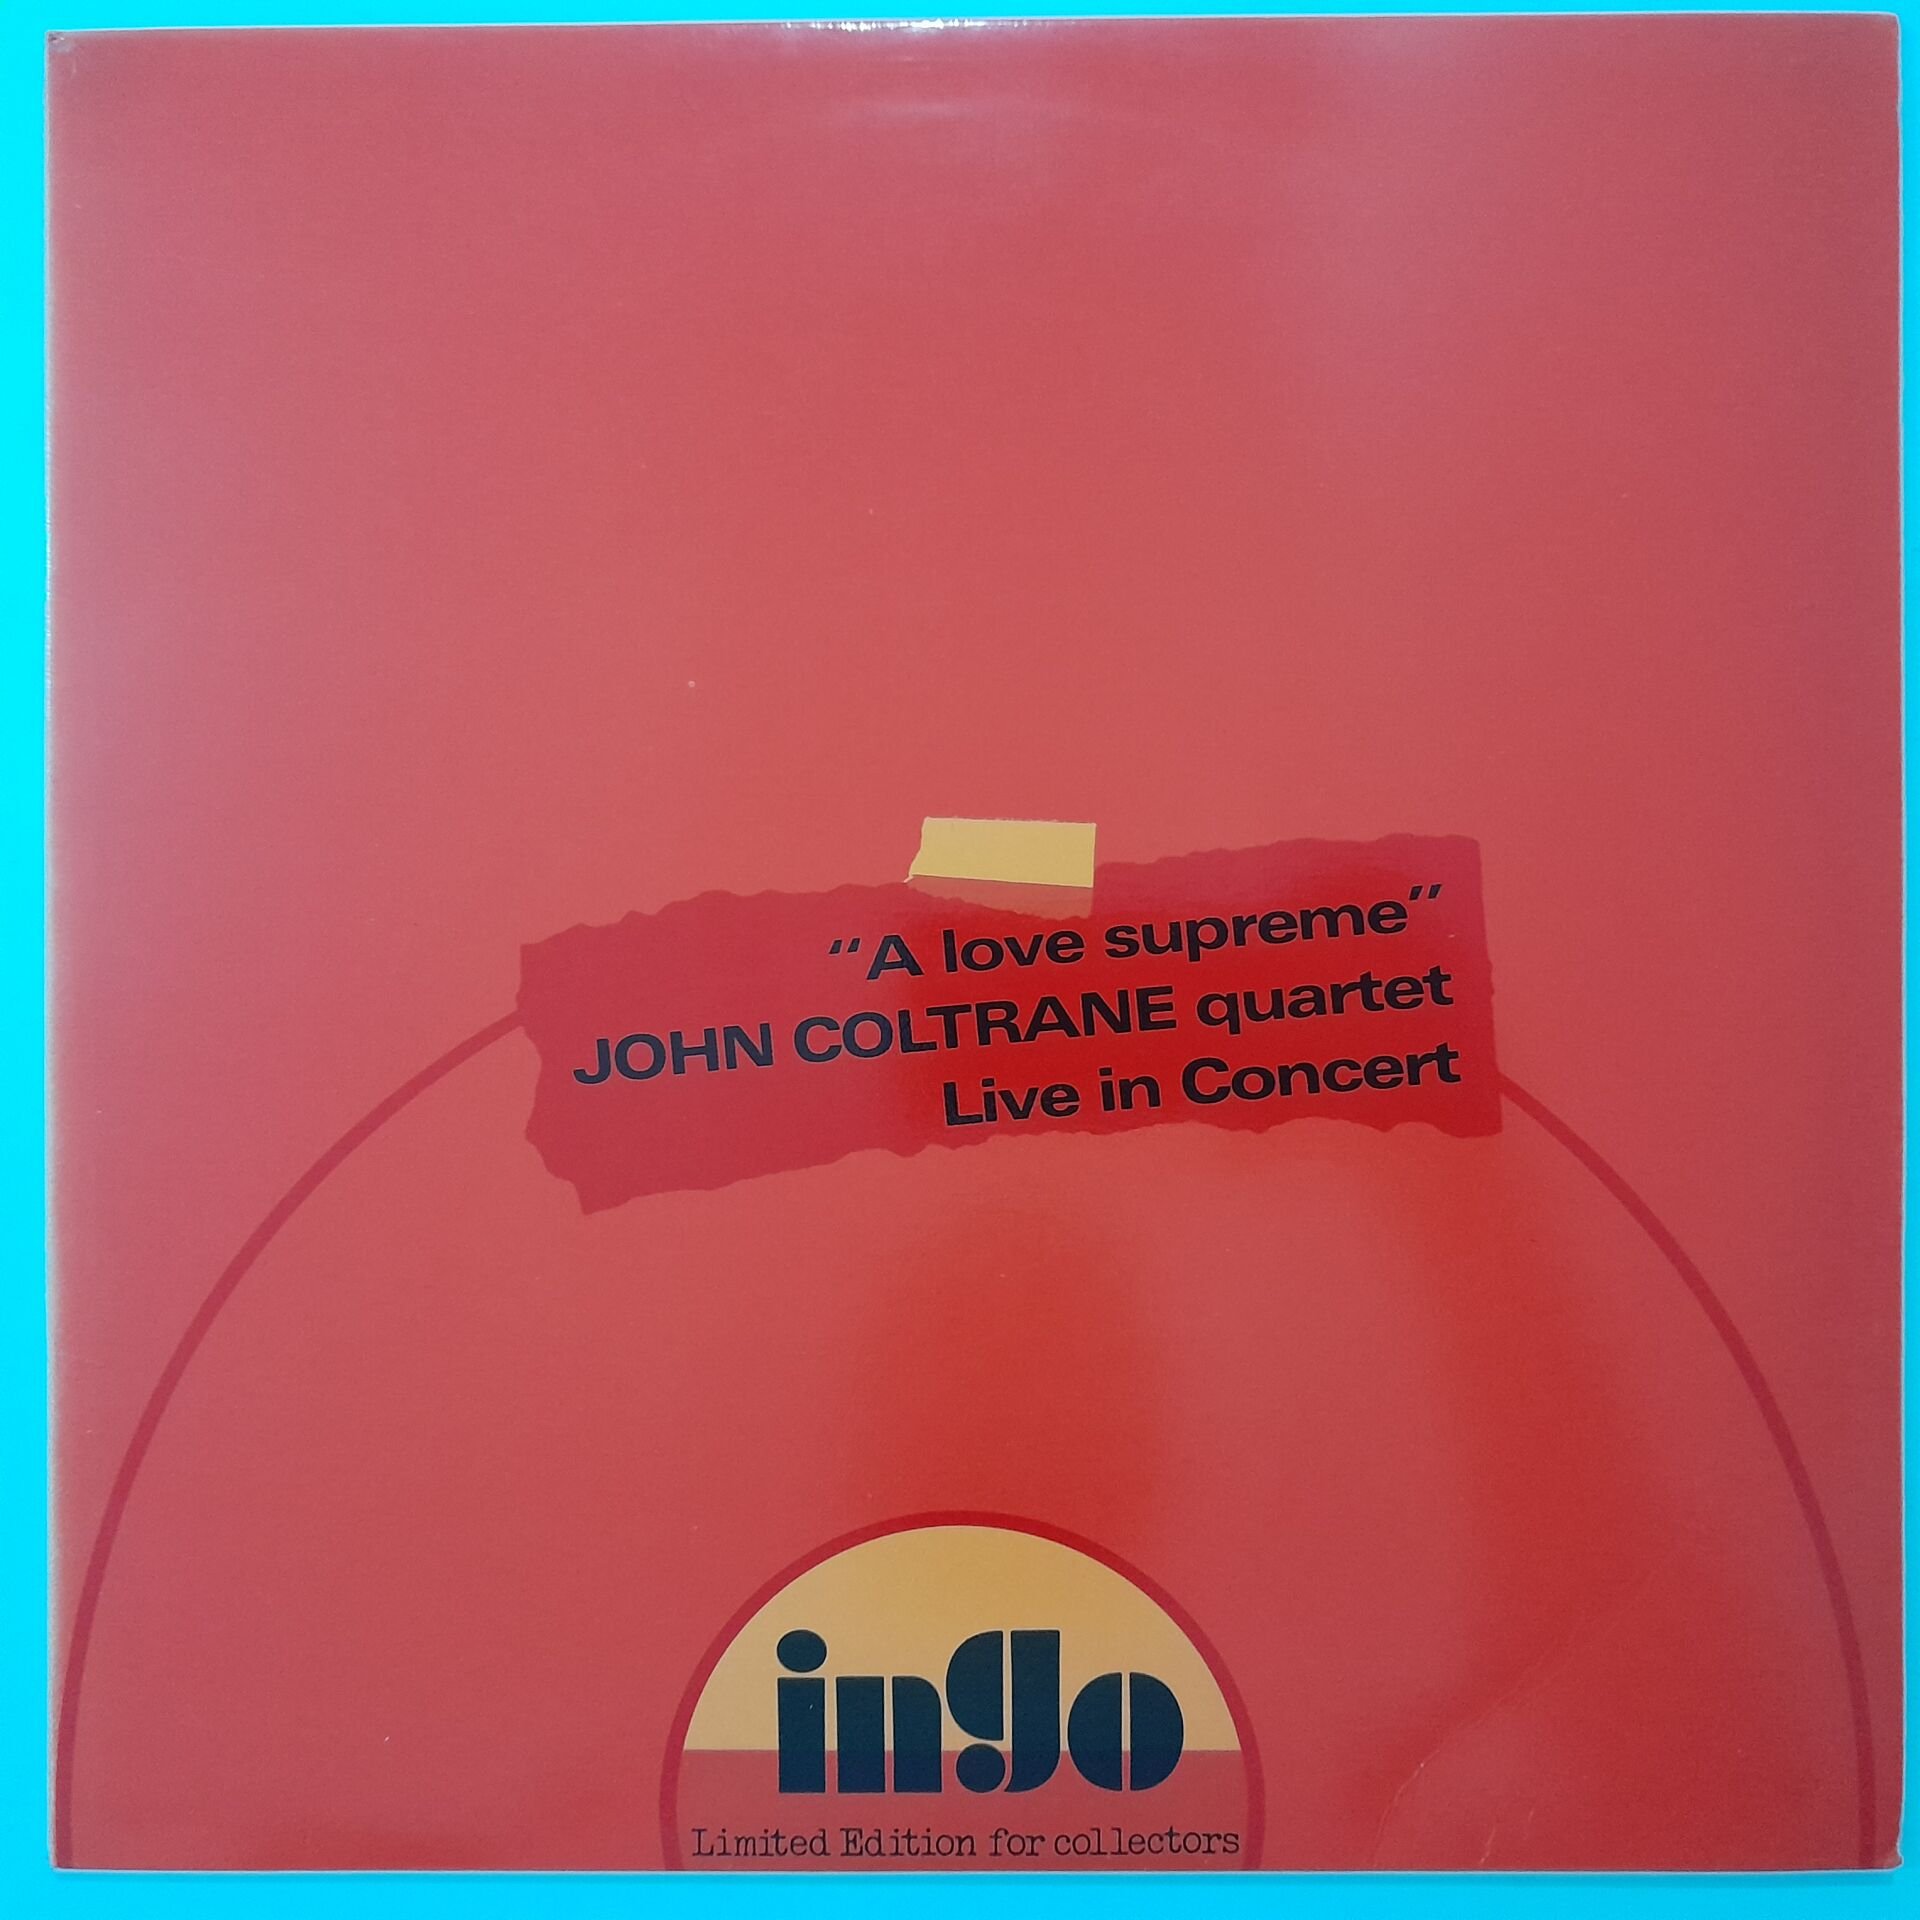 “A love supreme”
JOHN COLTRANE quartet
Live in Concert
ingo
Limited Edition for collectors